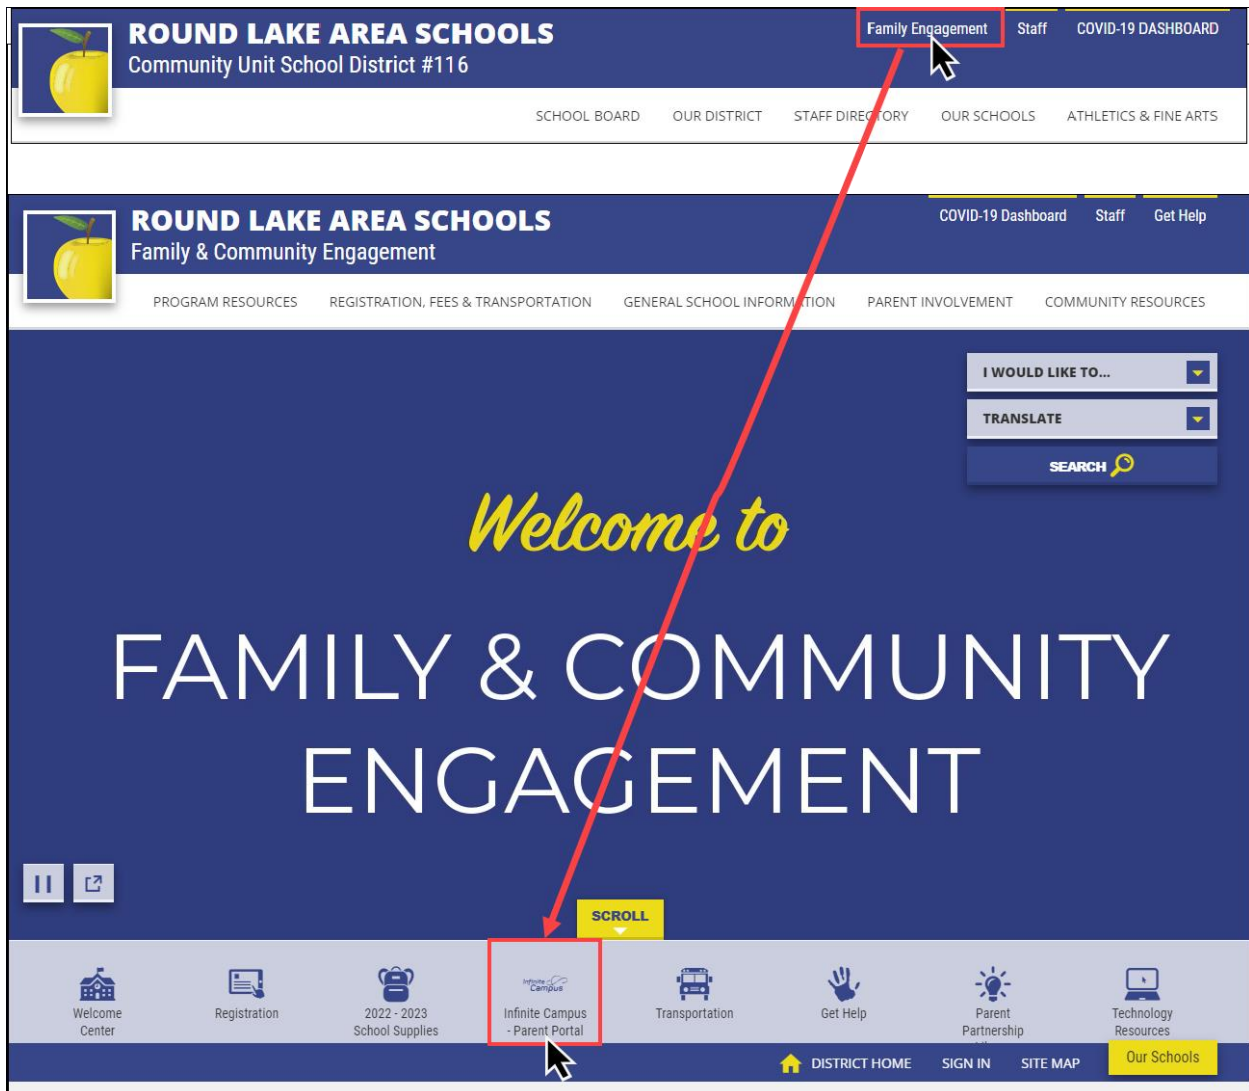 ROUND LAKE AREA SCHOOLS
Community Unit School District #116
Family Engagement Staff COVID-19 DASHBOARD
SCHOOL BOARD OUR DISTRICT STAFF DIRECTORY OUR SCHOOLS ATHLETICS & FINE ARTS
ROUND LAKE AREA SCHOOLS
Family & Community Engagement
COVID-19 Dashboard Staff Get Help
PROGRAM RESOURCES REGISTRATION, FEES & TRANSPORTATION GENERAL SCHOOL INFORMATION PARENT INVOLVEMENT COMMUNITY RESOURCES
I WOULD LIKE TO...
TRANSLATE
SEARCH
Welcome to
FAMILY & COMMUNITY
ENGAGEMENT
SCROLL
Infinite
Campus
Welcome
Center
Registration
2022 - 2023
School Supplies
Infinite Campus
- Parent Portal
Transportation
Get Help
Parent
Partnership
Technology
Resources
DISTRICT HOME SIGN IN SITE MAP Our Schools